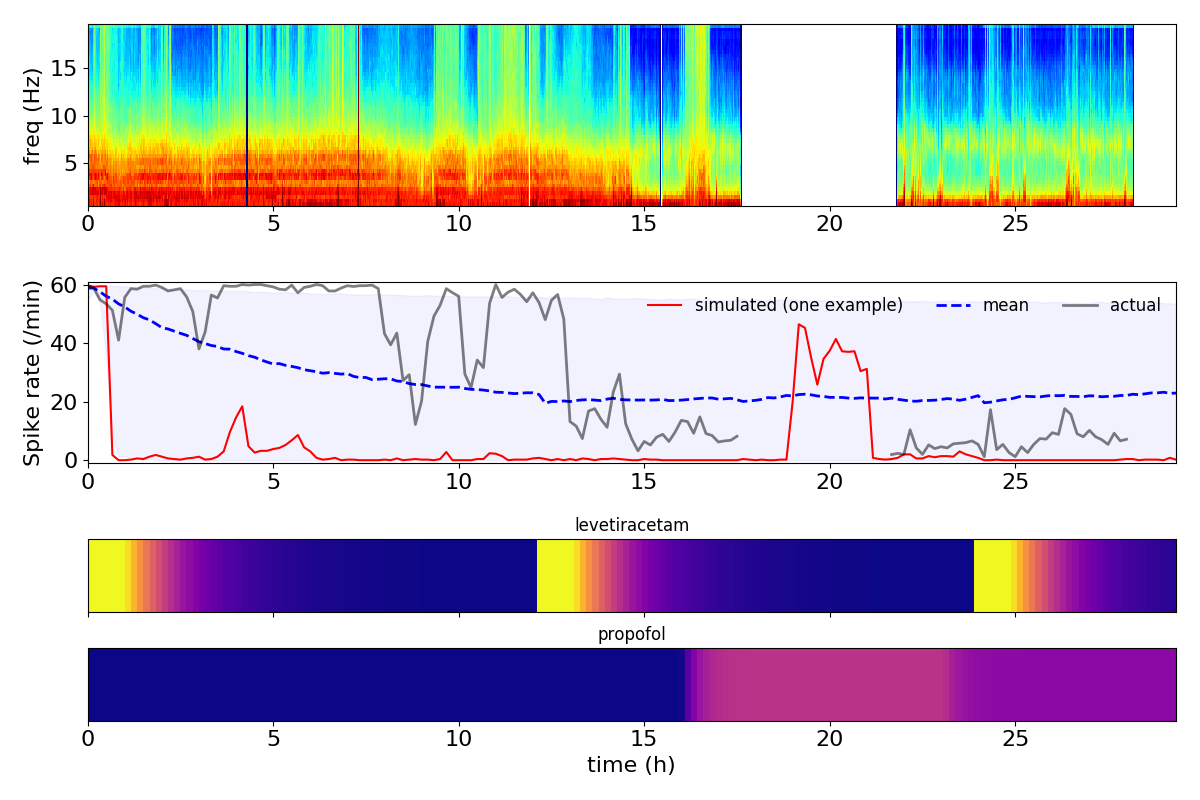 freq (Hz)
15
10
5
0 5 10 15 20 25
Spike rate (/min)
60
40
20
0
simulated (one example) mean actual
0 5 10 15 20 25
levetiracetam
propofol
0 5 10 15 20 25
time (h)